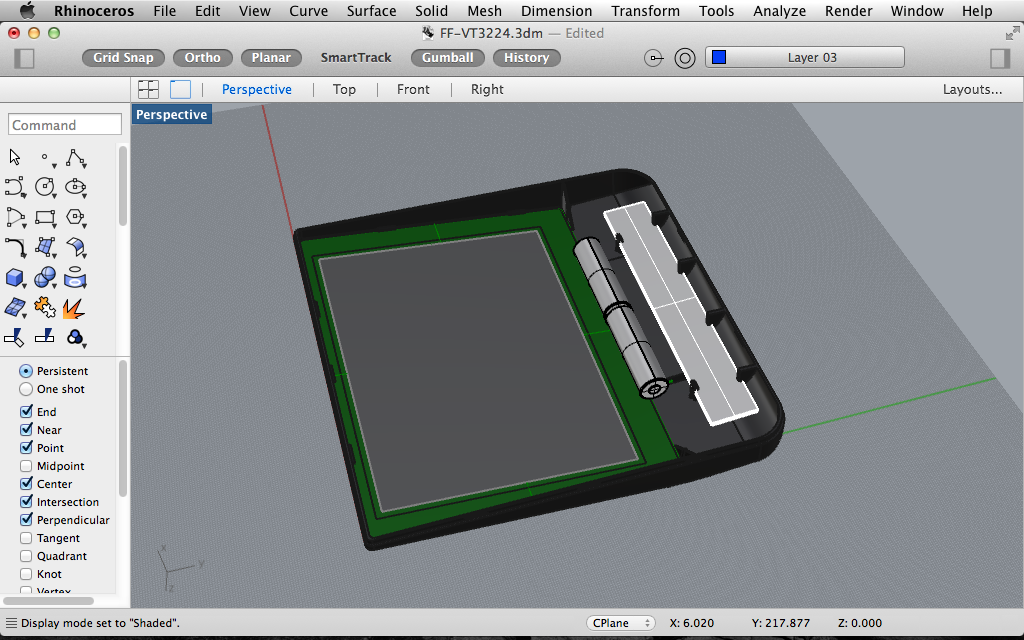 Rhinoceros File Edit View Curve Surface Solid Mesh Dimension Transform Tools Analyze Render Window Help
FF-VT3224.3dm — Edited
Grid Snap Ortho Planar SmartTrack Gumball History Layer 03
Perspective Top Front Right Layouts...
Perspective
Command
Persistent
One shot
End
Near
Point
Midpoint
Center
Intersection
Perpendicular
Tangent
Quadrant
Knot
Vertex
x
y
z
Display mode set to "Shaded". CPlane X: 6.020 Y: 217.877 Z: 0.000